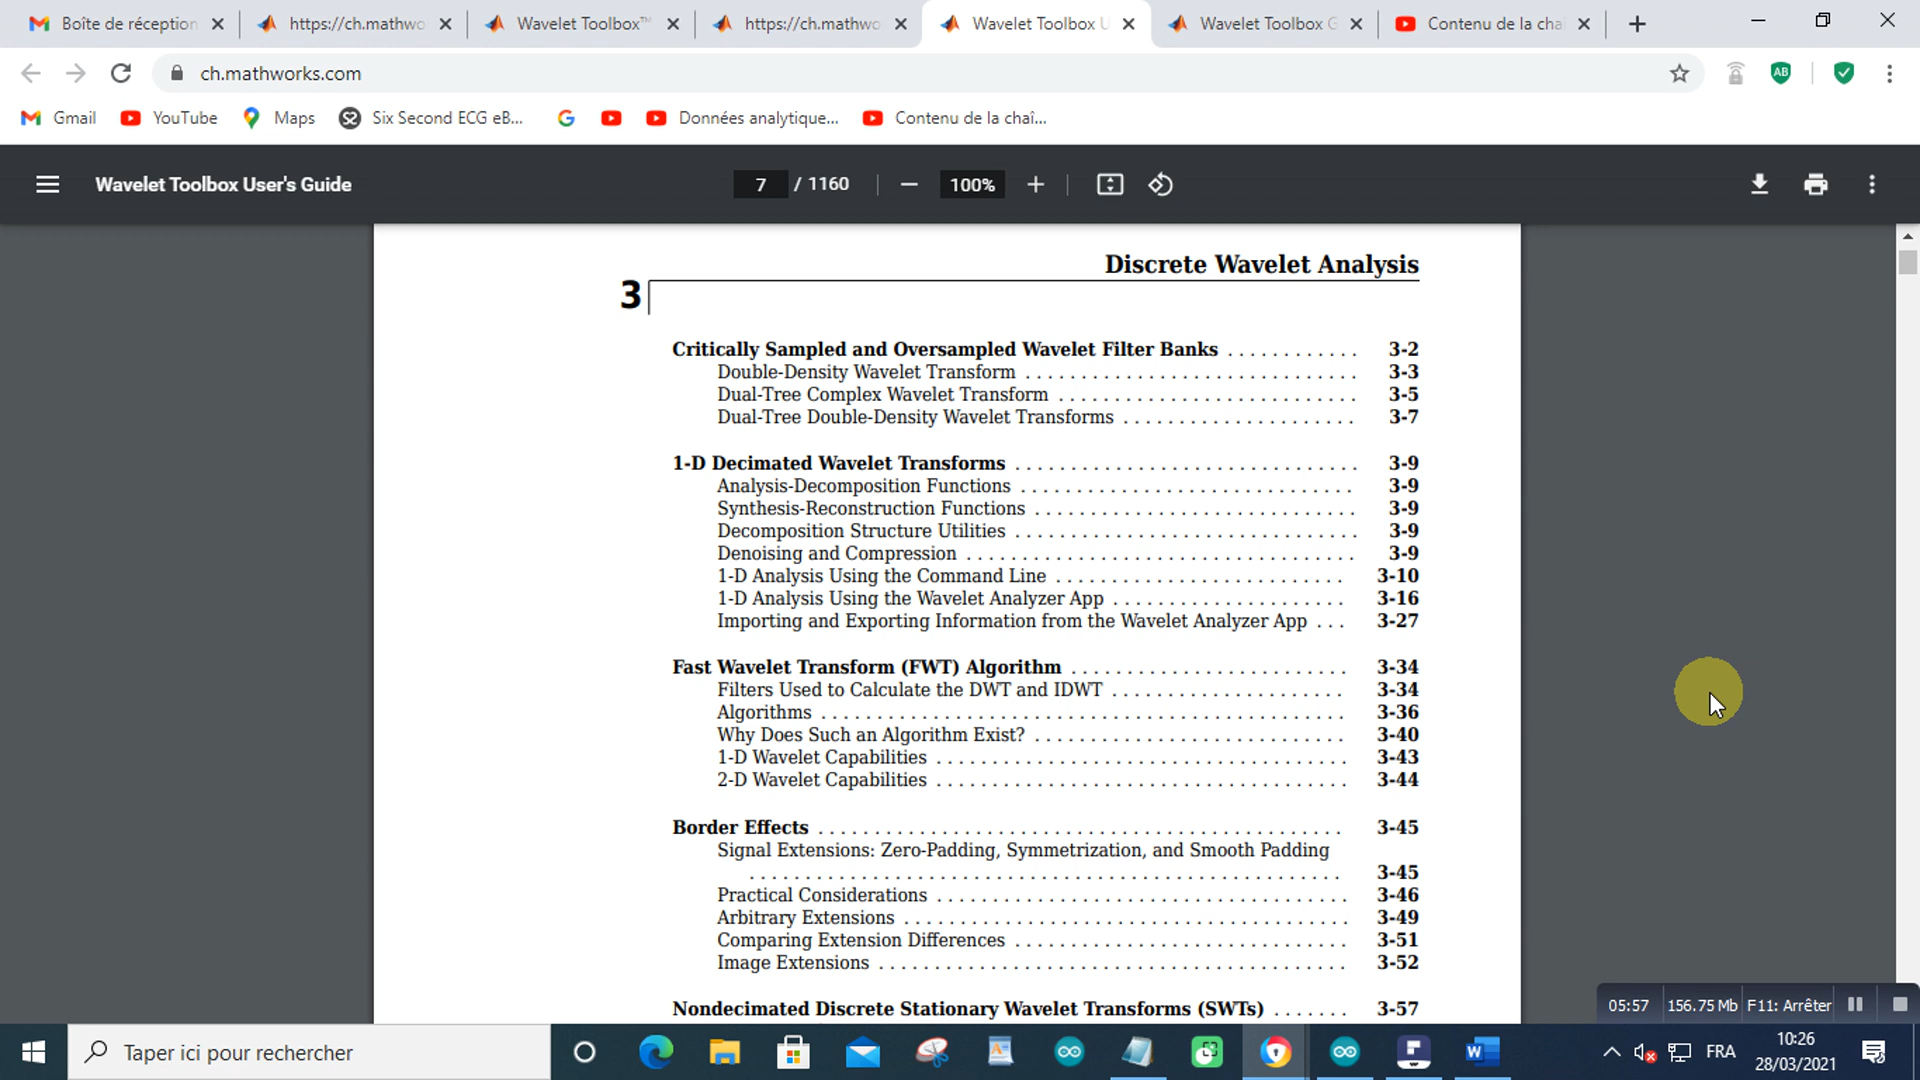 Boîte de réception
https://ch.mathwo
Wavelet Toolbox™
https://ch.mathwo
Wavelet Toolbox U
Wavelet Toolbox G
Contenu de la chaî
ch.mathworks.com
Gmail
YouTube
Maps
Six Second ECG eB...
Données analytique...
Contenu de la chaî...
Wavelet Toolbox User's Guide
7 / 1160
100%
Discrete Wavelet Analysis
3
Critically Sampled and Oversampled Wavelet Filter Banks . . . . . . . . . . . . 3-2
Double-Density Wavelet Transform . . . . . . . . . . . . . . . . . . . . . . . . . . . . . . 3-3
Dual-Tree Complex Wavelet Transform . . . . . . . . . . . . . . . . . . . . . . . . . . . 3-5
Dual-Tree Double-Density Wavelet Transforms . . . . . . . . . . . . . . . . . . . . . 3-7
1-D Decimated Wavelet Transforms . . . . . . . . . . . . . . . . . . . . . . . . . . . . . . . 3-9
Analysis-Decomposition Functions . . . . . . . . . . . . . . . . . . . . . . . . . . . . . . 3-9
Synthesis-Reconstruction Functions . . . . . . . . . . . . . . . . . . . . . . . . . . . . . 3-9
Decomposition Structure Utilities . . . . . . . . . . . . . . . . . . . . . . . . . . . . . . . 3-9
Denoising and Compression . . . . . . . . . . . . . . . . . . . . . . . . . . . . . . . . . . . 3-9
1-D Analysis Using the Command Line . . . . . . . . . . . . . . . . . . . . . . . . . . 3-10
1-D Analysis Using the Wavelet Analyzer App . . . . . . . . . . . . . . . . . . . . . 3-16
Importing and Exporting Information from the Wavelet Analyzer App . . . 3-27
Fast Wavelet Transform (FWT) Algorithm . . . . . . . . . . . . . . . . . . . . . . . . . 3-34
Filters Used to Calculate the DWT and IDWT . . . . . . . . . . . . . . . . . . . . . 3-34
Algorithms . . . . . . . . . . . . . . . . . . . . . . . . . . . . . . . . . . . . . . . . . . . . . . . 3-36
Why Does Such an Algorithm Exist? . . . . . . . . . . . . . . . . . . . . . . . . . . . . 3-40
1-D Wavelet Capabilities . . . . . . . . . . . . . . . . . . . . . . . . . . . . . . . . . . . . . 3-43
2-D Wavelet Capabilities . . . . . . . . . . . . . . . . . . . . . . . . . . . . . . . . . . . . . 3-44
Border Effects . . . . . . . . . . . . . . . . . . . . . . . . . . . . . . . . . . . . . . . . . . . . . . . 3-45
Signal Extensions: Zero-Padding, Symmetrization, and Smooth Padding
. . . . . . . . . . . . . . . . . . . . . . . . . . . . . . . . . . . . . . . . . . . . . . . . . . . . . 3-45
Practical Considerations . . . . . . . . . . . . . . . . . . . . . . . . . . . . . . . . . . . . . 3-46
Arbitrary Extensions . . . . . . . . . . . . . . . . . . . . . . . . . . . . . . . . . . . . . . . . 3-49
Comparing Extension Differences . . . . . . . . . . . . . . . . . . . . . . . . . . . . . . 3-51
Image Extensions . . . . . . . . . . . . . . . . . . . . . . . . . . . . . . . . . . . . . . . . . . 3-52
Nondecimated Discrete Stationary Wavelet Transforms (SWTs) . . . . . . . 3-57
05:57 156.75 Mb F11: Arrêter
Taper ici pour rechercher
FRA
10:26
28/03/2021